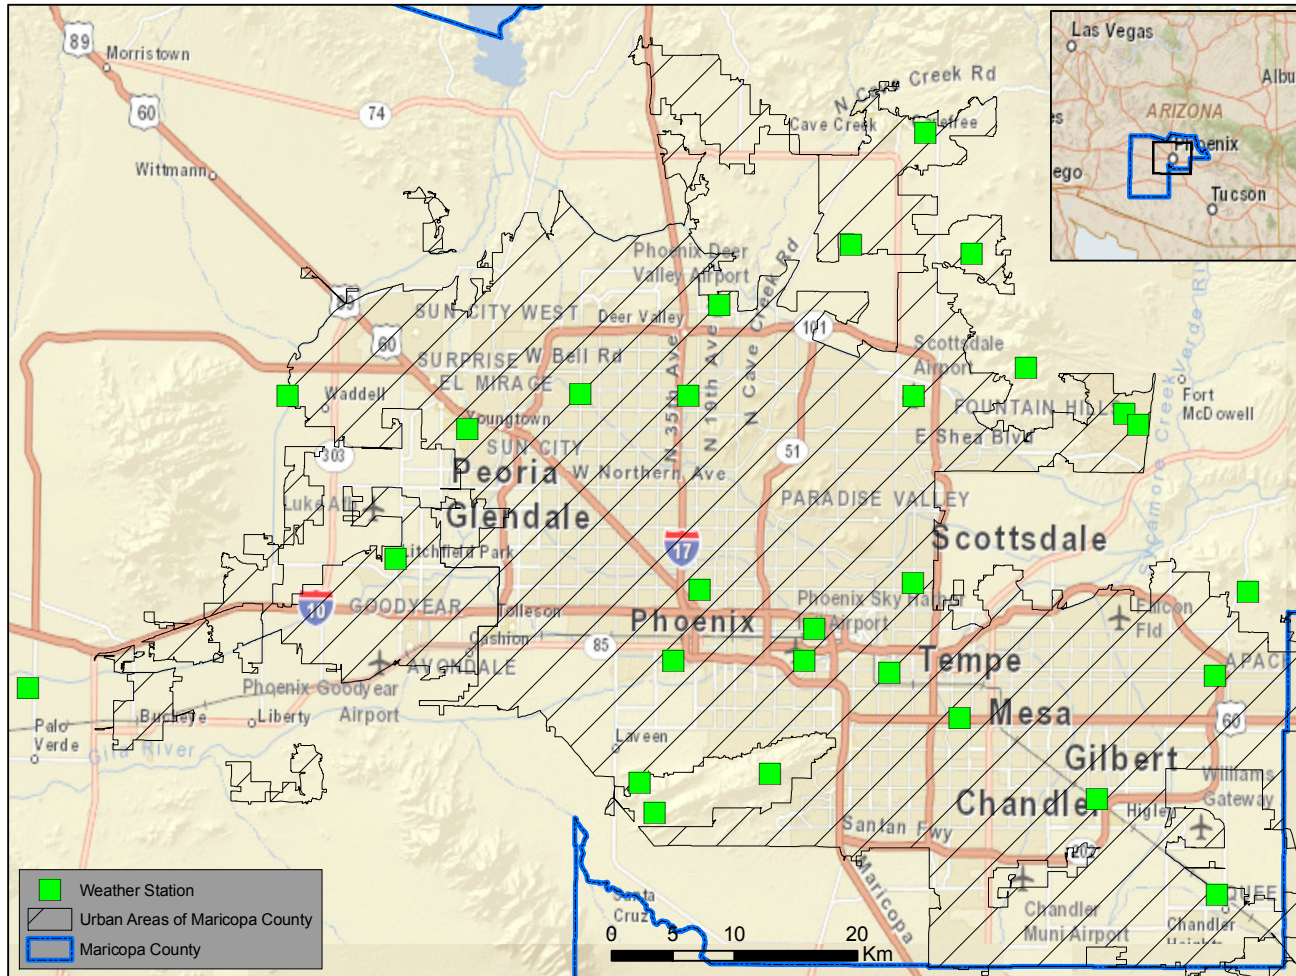 89
Morristown
60
74
Wittmann
N Cave Creek Rd
Cave Creek
Las Vegas
ARIZONA
Phoenix
Tucson
Phoenix Deer
Valley Airport
N Cave Creek Rd
SUN CITY WEST
Deer Valley
60
101
SURPRISE
W Bell Rd
EL MIRAGE
N 35th Ave
N 19th Ave
Scottsdale
Airport
Waddell
Youngtown
FOUNTAIN HILLS
Fort
McDowell
SUN CITY
E Shea Blvd
303
51
Peoria
W Northern Ave
PARADISE VALLEY
Sycamore Creek
Verde Ri
Glendale
Scottsdale
17
Litchfield Park
10
GOODYEAR
Tolleson
Phoenix Sky Harbor
Airport
Falcon
Fld
Phoenix
Cashion
85
AVONDALE
Tempe
APAC
Phoenix Goodyear
Airport
Buckeye
Liberty
Palo
Verde
Gila River
Mesa
60
Laveen
Gilbert
Williams
Gateway
Chandler
Higley
Santan Fwy
202
Maricopa
Santa
Cruz
Chandler
Muni Airport
Chandler
Heights
Weather Station
Urban Areas of Maricopa County
Maricopa County
0 5 10 20
Km